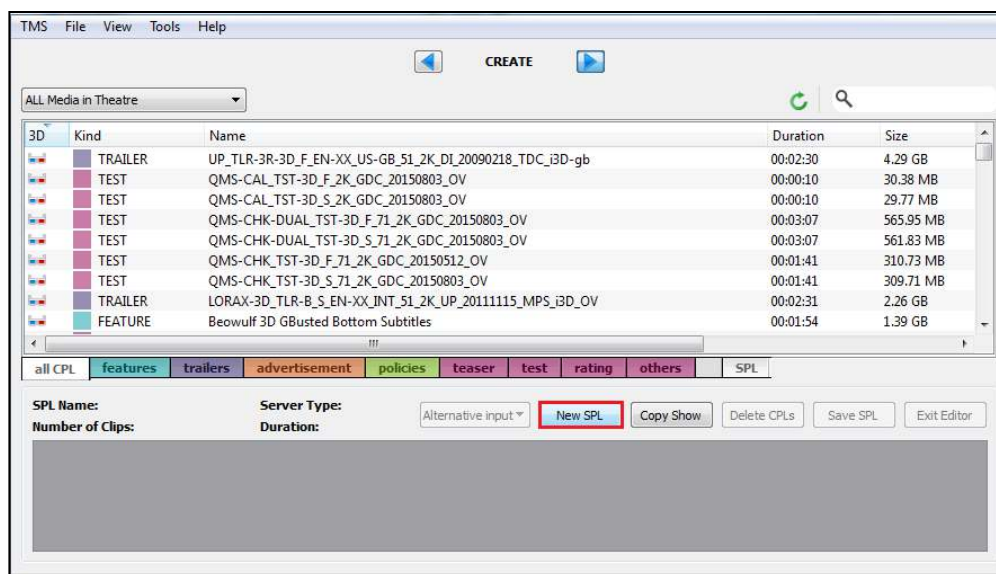 TMS File View Tools Help
CREATE
ALL Media in Theatre
3D Kind Name Duration Size
TRAILER UP_TLR-3R-3D_F_EN-XX_US-GB_51_2K_DI_20090218_TDC_i3D-gb 00:02:30 4.29 GB
TEST QMS-CAL_TST-3D_F_2K_GDC_20150803_OV 00:00:10 30.38 MB
TEST QMS-CAL_TST-3D_S_2K_GDC_20150803_OV 00:00:10 29.77 MB
TEST QMS-CHK-DUAL_TST-3D_F_71_2K_GDC_20150803_OV 00:03:07 565.95 MB
TEST QMS-CHK-DUAL_TST-3D_S_71_2K_GDC_20150803_OV 00:03:07 561.83 MB
TEST QMS-CHK_TST-3D_F_71_2K_GDC_20150512_OV 00:01:41 310.73 MB
TEST QMS-CHK_TST-3D_S_71_2K_GDC_20150803_OV 00:01:41 309.71 MB
TRAILER LORAX-3D_TLR-B_S_EN-XX_INT_51_2K_UP_20111115_MPS_i3D_OV 00:02:31 2.26 GB
FEATURE Beowulf 3D GBusted Bottom Subtitles 00:01:54 1.39 GB
all CPL features trailers advertisement policies teaser test rating others SPL
SPL Name: Server Type: Alternative input New SPL Copy Show Delete CPLs Save SPL Exit Editor
Number of Clips: Duration: